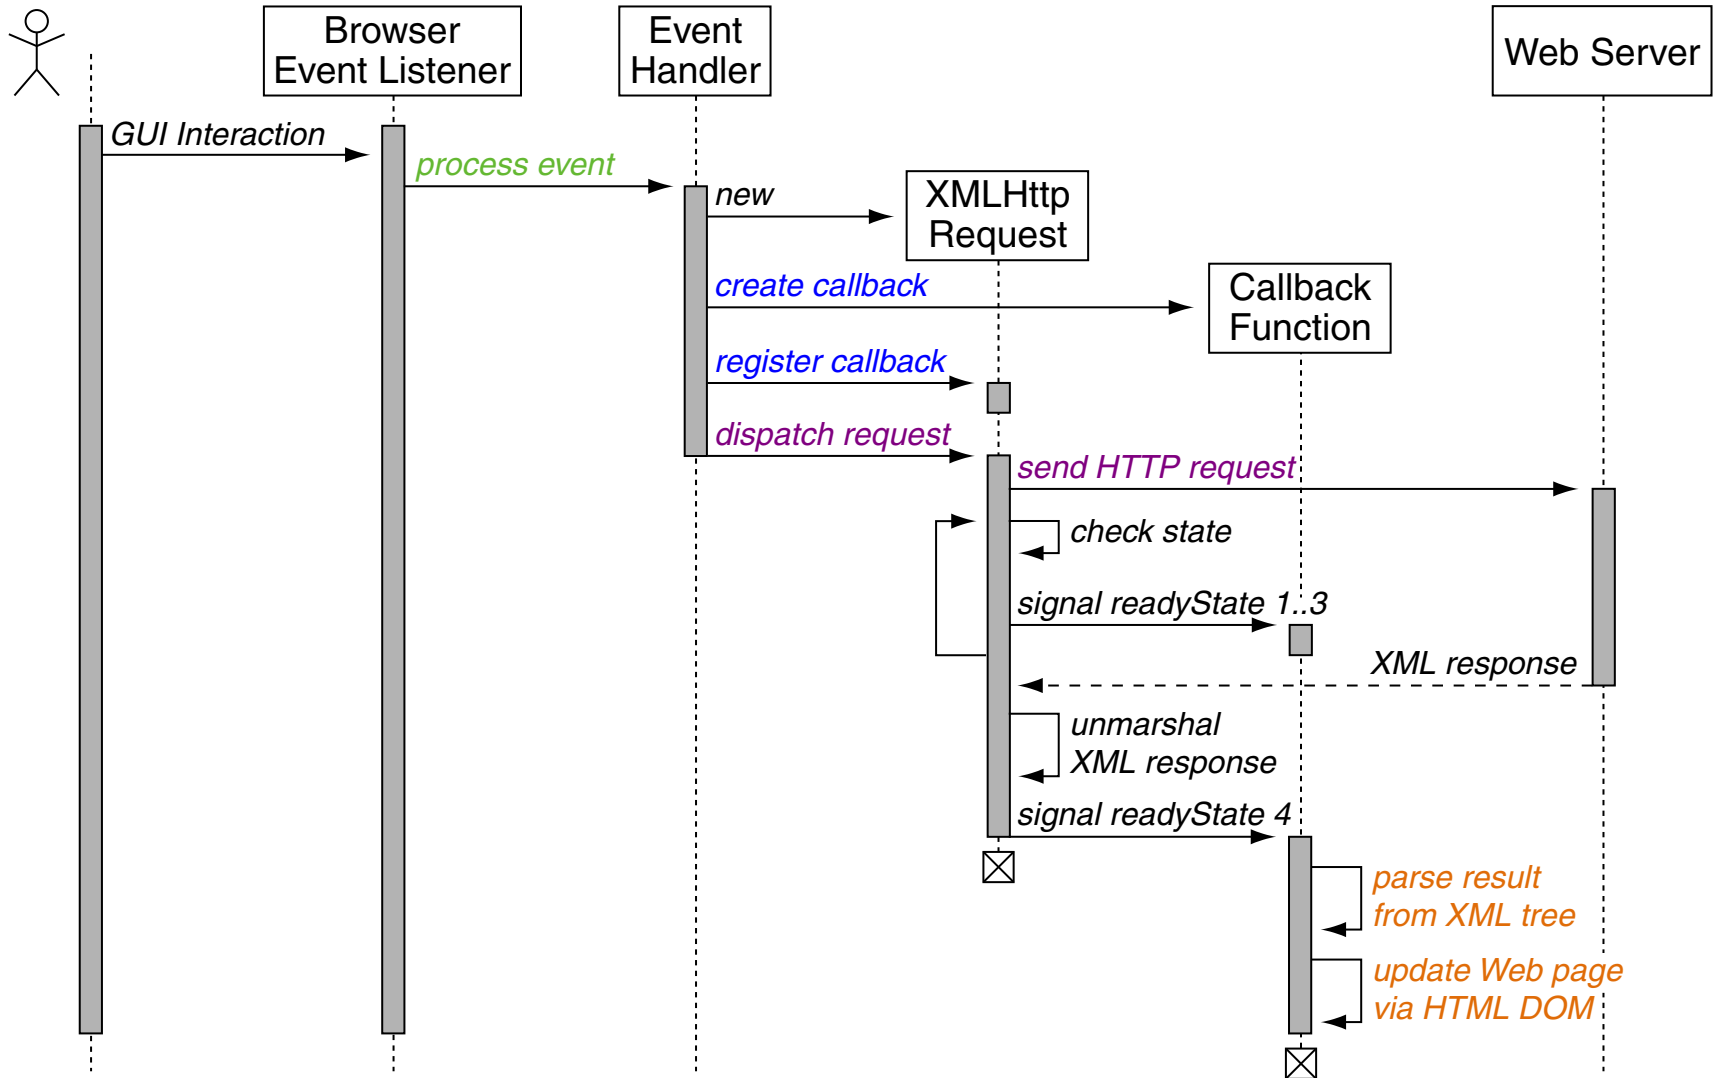 Browser
Event Listener
Event
Handler
Web Server
GUI Interaction
process event
new
XMLHttp
Request
create callback
Callback
Function
register callback
dispatch request
send HTTP request
check state
signal readyState 1..3
XML response
unmarshal
XML response
signal readyState 4
parse result
from XML tree
update Web page
via HTML DOM